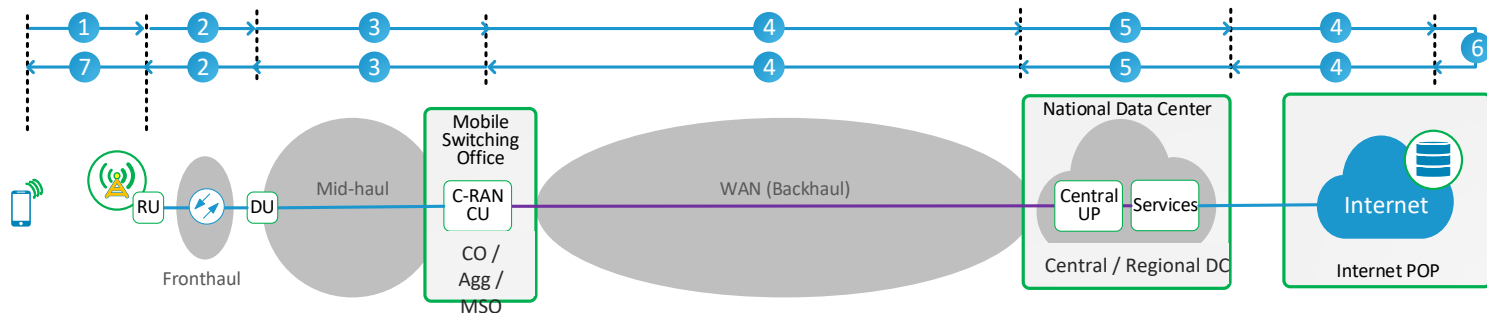 1 2 3 4 5 4
6
7 2 3 4 5 4
Mobile
Switching
Office
National Data Center
Mid-haul
WAN (Backhaul)
RU
DU
C-RAN
CU
Central
UP
Services
Internet
Fronthaul
CO /
Agg /
MSO
Central / Regional DC
Internet POP